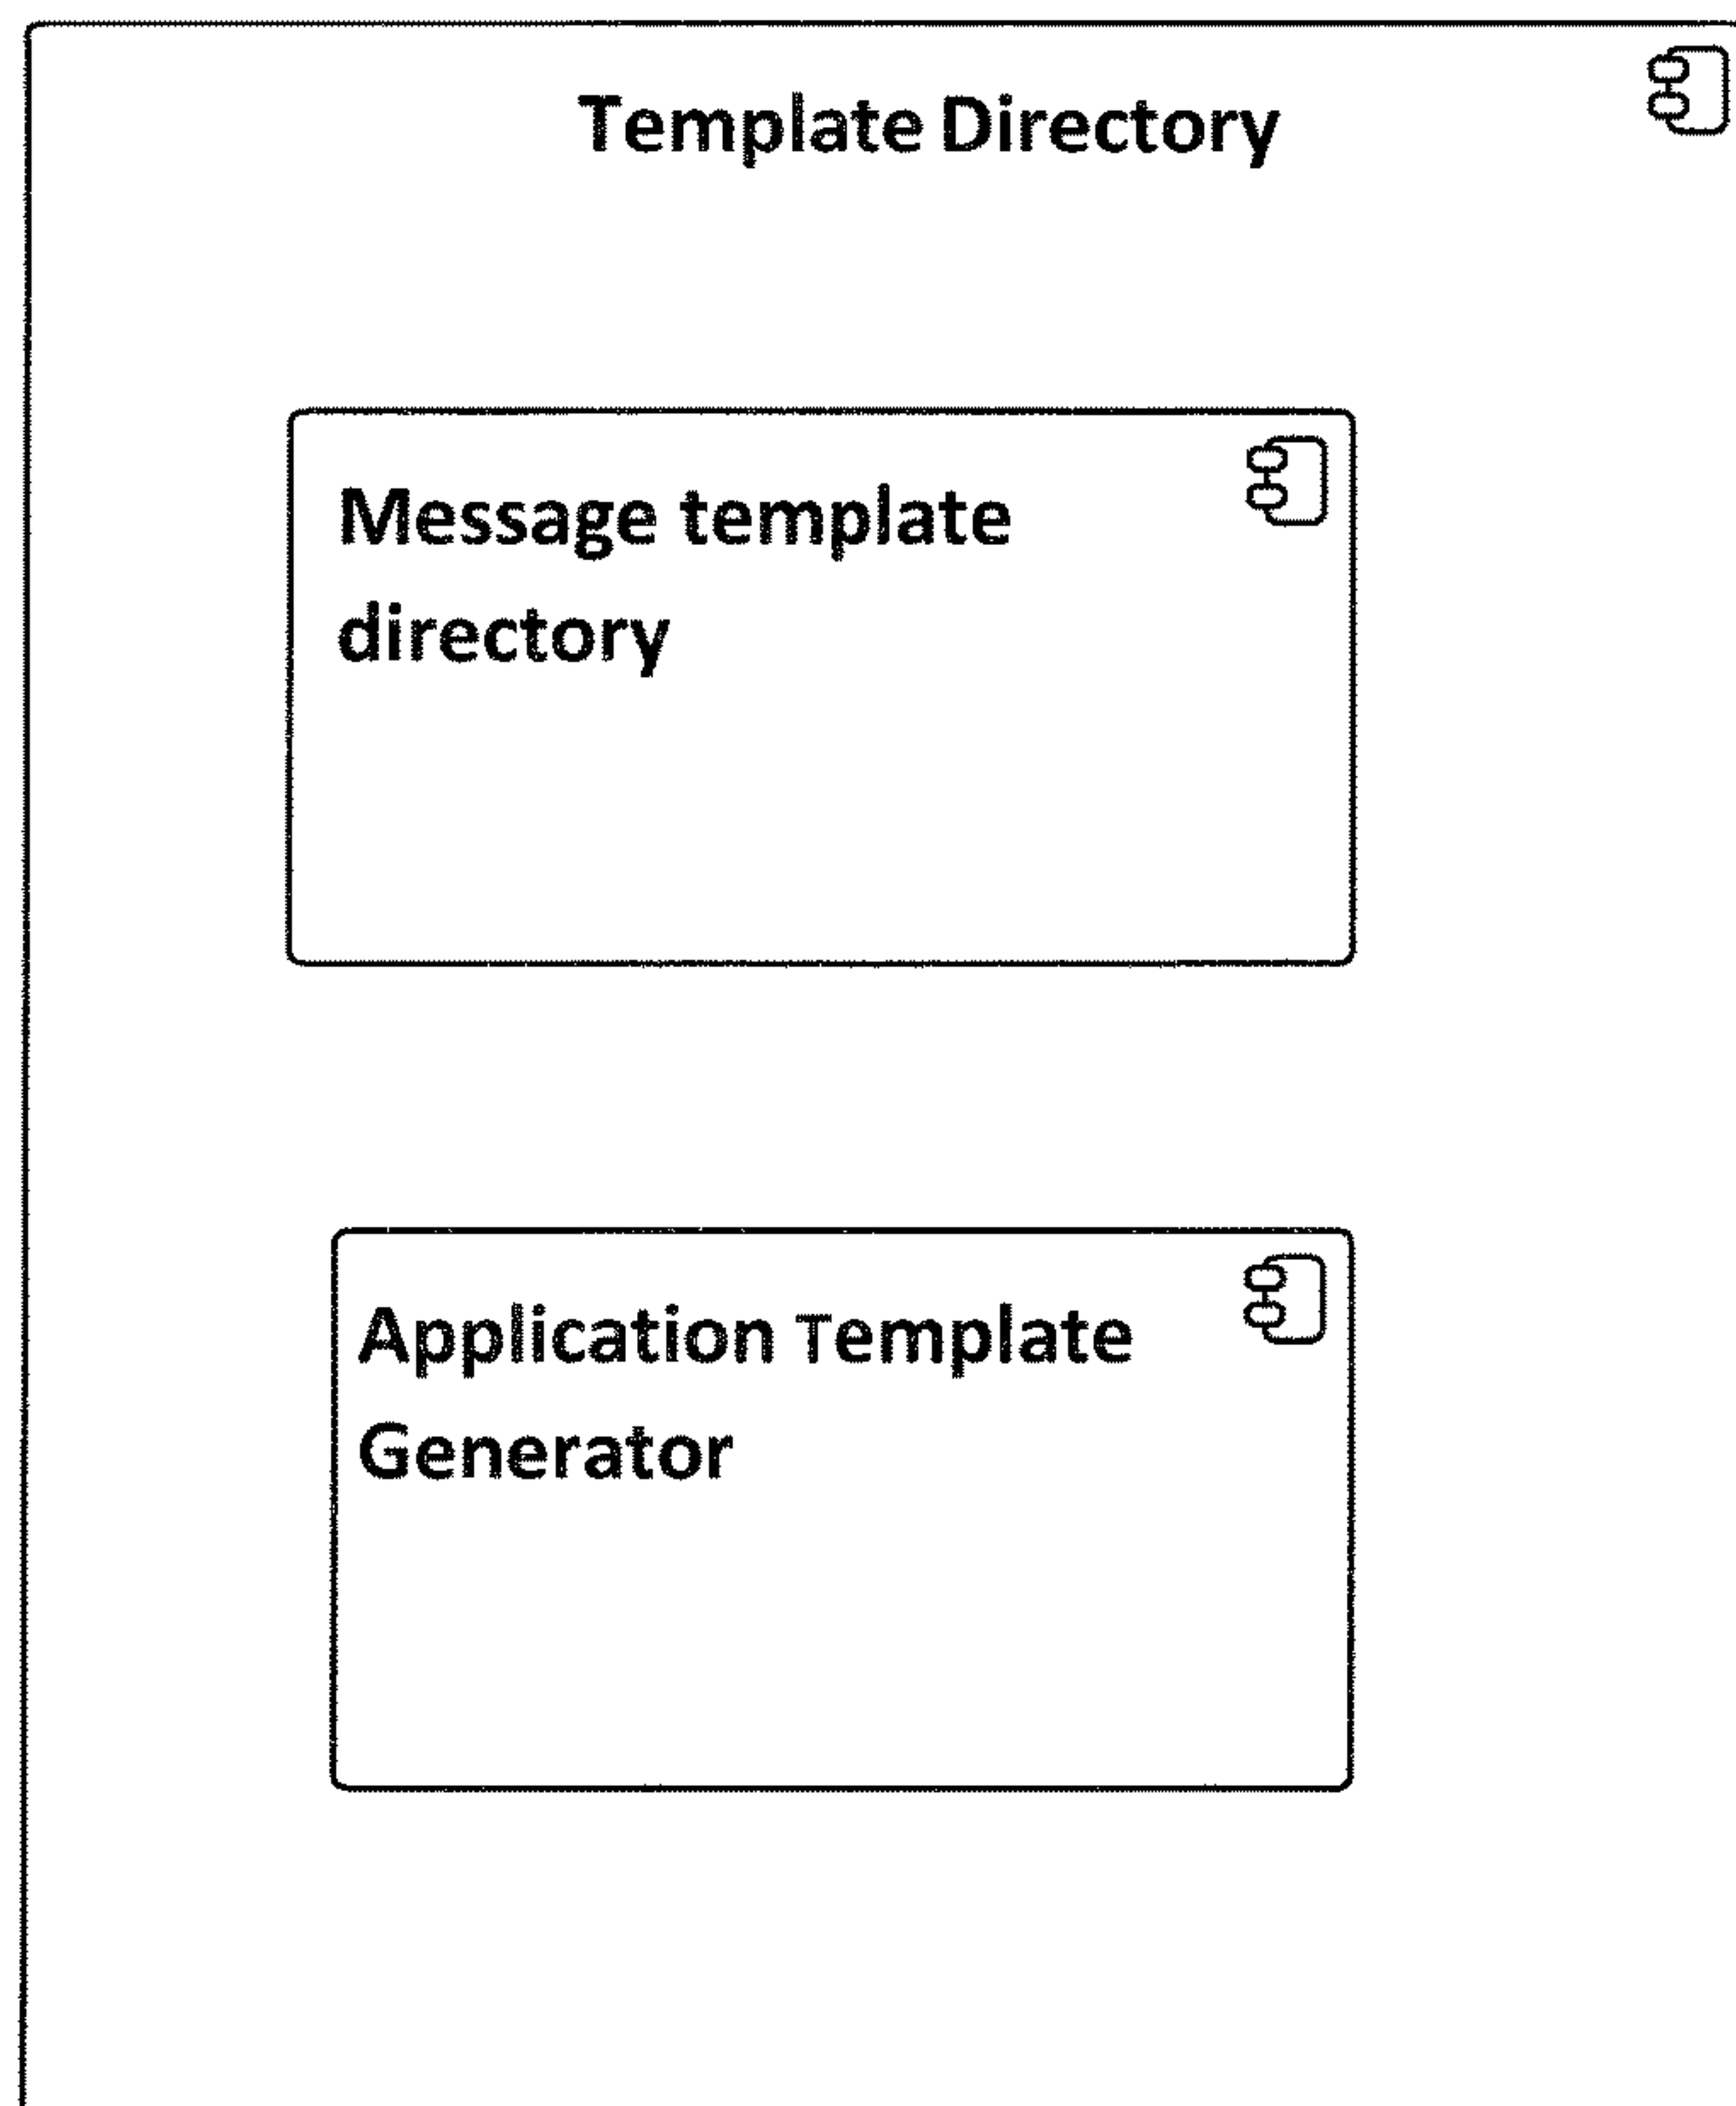 Template Directory
Message template
directory
Application Template
Generator